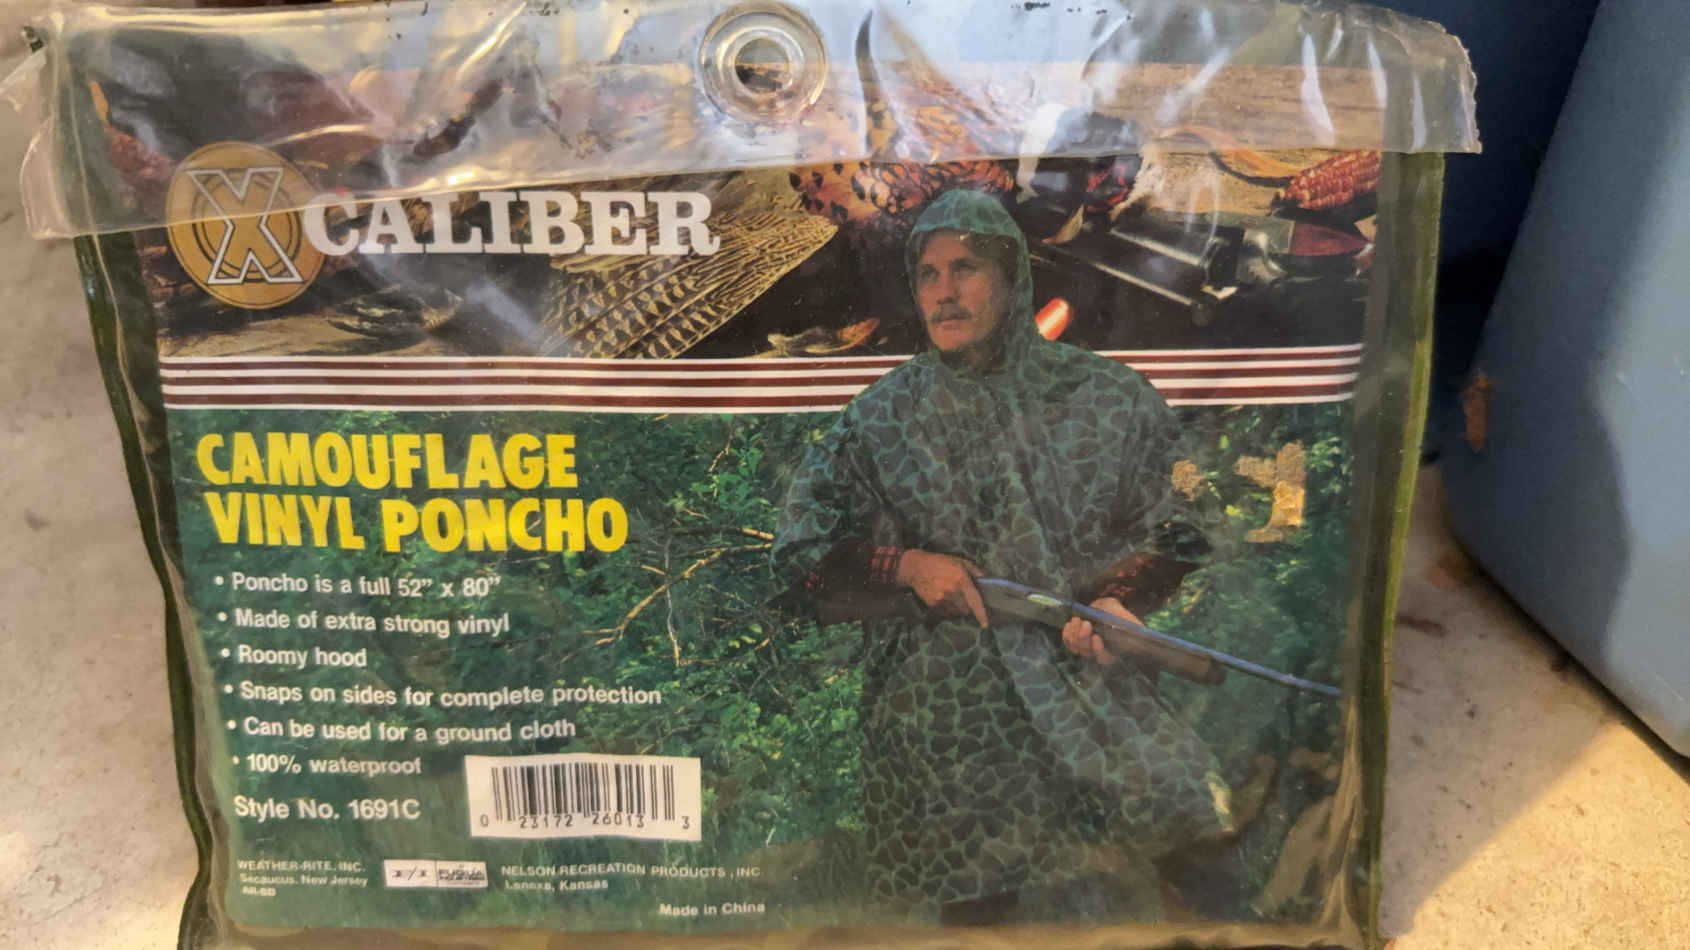 X CALIBER
CAMOUFLAGE
VINYL PONCHO
• Poncho is a full 52” x 80”
• Made of extra strong vinyl
• Roomy hood
• Snaps on sides for complete protection
• Can be used for a ground cloth
• 100% waterproof
Style No. 1691C
0 23172 26013 3
WEATHER-RITE, INC.
Secaucus, New Jersey
NELSON RECREATION PRODUCTS, INC
Lenexa, Kansas
Made in China